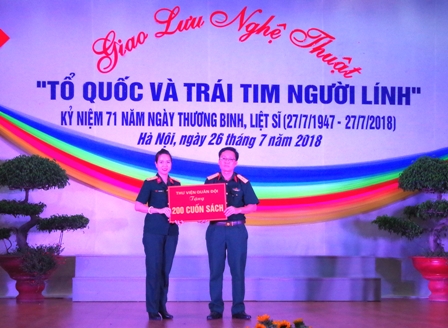 Giao Lưu Nghệ Thuật
"TỔ QUỐC VÀ TRÁI TIM NGƯỜI LÍNH"
KỶ NIỆM 71 NĂM NGÀY THƯƠNG BINH, LIỆT SĨ (27/7/1947 - 27/7/2018)
Hà Nội, ngày 26 tháng 7 năm 2018
THƯ VIỆN QUÂN ĐỘI
Tặng
200 CUỐN SÁCH